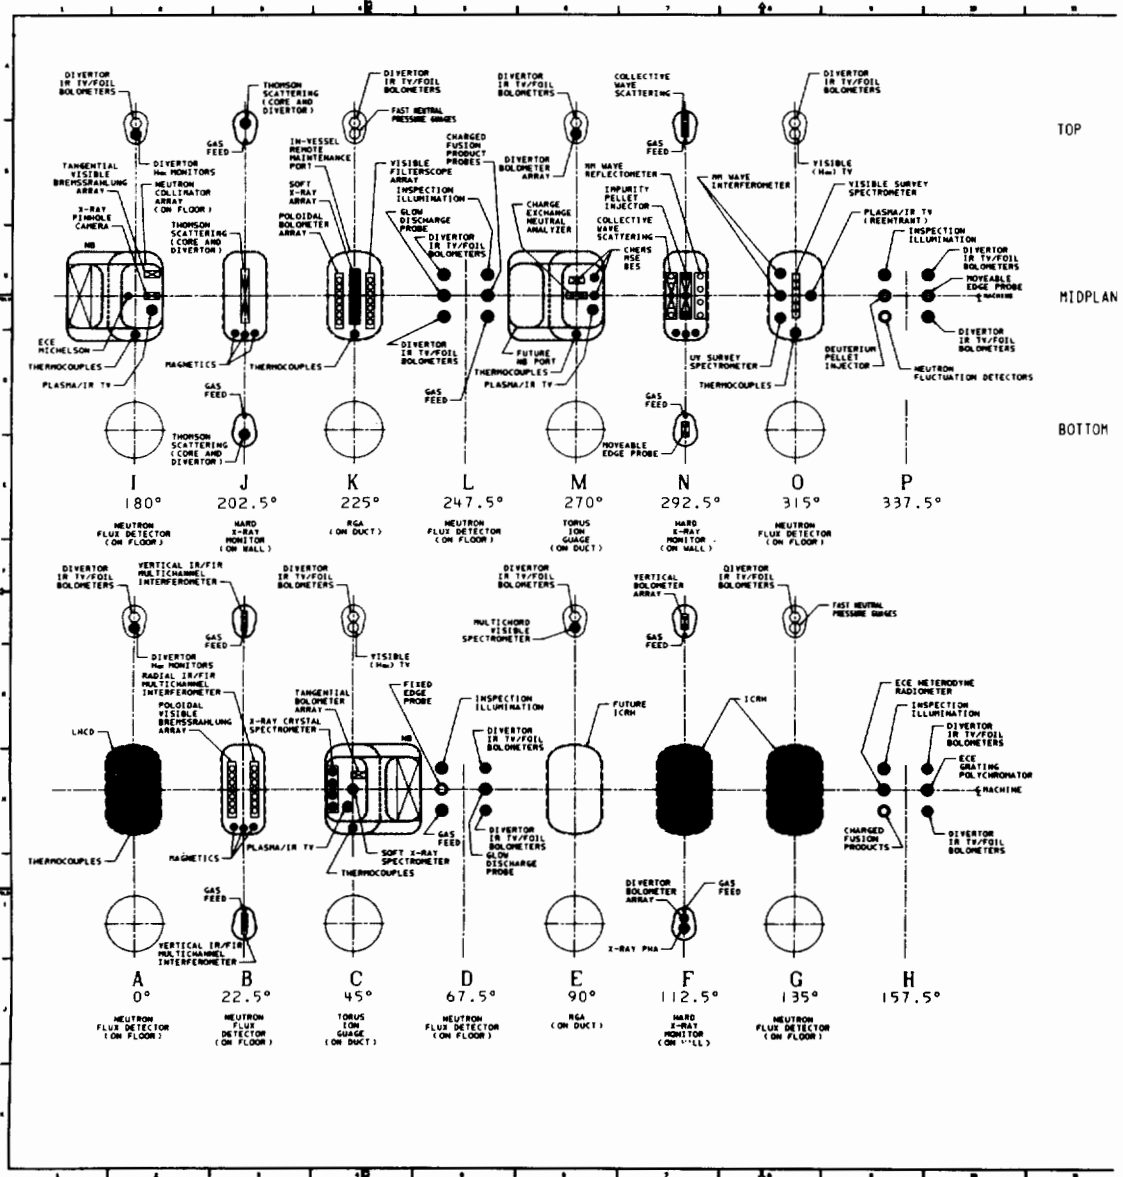 DIVERTOR
IR TV/FOIL
BOLOMETERS
THOMSON
SCATTERING
(CORE AND
DIVERTOR)
DIVERTOR
IR TV/FOIL
BOLOMETERS
DIVERTOR
IR TV/FOIL
BOLOMETERS
COLLECTIVE
WAVE
SCATTERING
DIVERTOR
IR TV/FOIL
BOLOMETERS
TOP
FAST NEUTRAL
PRESSURE GUAGES
GAS
FEED
IN-VESSEL
REMOTE
MAINTENANCE
PORT
CHARGED
FUSION
PRODUCT
PROBES
DIVERTOR
BOLOMETER
ARRAY
GAS
FEED
TANGENTIAL
VISIBLE
BREMSSRAHLUNG
ARRAY
DIVERTOR
Hα MONITORS
NEUTRON
COLLIMATOR
ARRAY
(ON FLOOR)
VISIBLE
FILTERSCOPE
ARRAY
MM WAVE
REFLECTOMETER
MM WAVE
INTERFEROMETER
VISIBLE
(Hα) TV
VISIBLE SURVEY
SPECTROMETER
X-RAY
PINHOLE
CAMERA
SOFT
X-RAY
ARRAY
INSPECTION
ILLUMINATION
IMPURITY
PELLET
INJECTOR
PLASMA/IR TV
(REENTRANT)
THOMSON
SCATTERING
(CORE AND
DIVERTOR)
POLOIDAL
BOLOMETER
ARRAY
GLOW
DISCHARGE
PROBE
CHARGE
EXCHANGE
NEUTRAL
ANALYZER
COLLECTIVE
WAVE
SCATTERING
INSPECTION
ILLUMINATION
NB
DIVERTOR
IR TV/FOIL
BOLOMETERS
CHERS
MSE
BES
DIVERTOR
IR TV/FOIL
BOLOMETERS
MOVEABLE
EDGE PROBE
MACHINE
MIDPLAN
ECE
MICHELSON
THERMOCOUPLES
PLASMA/IR TV
MAGNETICS
THERMOCOUPLES
DIVERTOR
IR TV/FOIL
BOLOMETERS
FUTURE
NB PORT
THERMOCOUPLES
PLASMA/IR TV
UV SURVEY
SPECTROMETER
THERMOCOUPLES
DEUTERIUM
PELLET
INJECTOR
DIVERTOR
IR TV/FOIL
BOLOMETERS
NEUTRON
FLUCTUATION DETECTORS
GAS
FEED
GAS
FEED
GAS
FEED
THOMSON
SCATTERING
(CORE AND
DIVERTOR)
MOVEABLE
EDGE PROBE
BOTTOM
I J K L M N O P
180° 202.5° 225° 247.5° 270° 292.5° 315° 337.5°
NEUTRON
FLUX DETECTOR
(ON FLOOR)
HARD
X-RAY
MONITOR
(ON WALL)
RGA
(ON DUCT)
NEUTRON
FLUX DETECTOR
(ON FLOOR)
TORUS
ION
GUAGE
(ON DUCT)
HARD
X-RAY
MONITOR
(ON WALL)
NEUTRON
FLUX DETECTOR
(ON FLOOR)
DIVERTOR
IR TV/FOIL
BOLOMETERS
VERTICAL IR/FIR
MULTICHANNEL
INTERFEROMETER
DIVERTOR
IR TV/FOIL
BOLOMETERS
DIVERTOR
IR TV/FOIL
BOLOMETERS
VERTICAL
BOLOMETER
ARRAY
DIVERTOR
IR TV/FOIL
BOLOMETERS
FAST NEUTRAL
PRESSURE GUAGES
GAS
FEED
MULTICHORD
VISIBLE
SPECTROMETER
GAS
FEED
DIVERTOR
Hα MONITORS
VISIBLE
(Hα) TV
RADIAL IR/FIR
MULTICHANNEL
INTERFEROMETER
TANGENTIAL
BOLOMETER
ARRAY
FIXED
EDGE
PROBE
ECE HETERODYNE
RADIOMETER
POLOIDAL
VISIBLE
BREMSSRAHLUNG
ARRAY
X-RAY CRYSTAL
SPECTROMETER
INSPECTION
ILLUMINATION
FUTURE
ICRH
ICRH
INSPECTION
ILLUMINATION
LHCD
NB
DIVERTOR
IR TV/FOIL
BOLOMETERS
DIVERTOR
IR TV/FOIL
BOLOMETERS
ECE
GRATING
POLYCHROMATOR
MACHINE
THERMOCOUPLES
MAGNETICS
PLASMA/IR TV
SOFT X-RAY
SPECTROMETER
THERMOCOUPLES
GAS
FEED
DIVERTOR
IR TV/FOIL
BOLOMETERS
GLOW
DISCHARGE
PROBE
CHARGED
FUSION
PRODUCTS
DIVERTOR
IR TV/FOIL
BOLOMETERS
GAS
FEED
DIVERTOR
BOLOMETER
ARRAY
GAS
FEED
VERTICAL IR/FIR
MULTICHANNEL
INTERFEROMETER
X-RAY PHA
A B C D E F G H
0° 22.5° 45° 67.5° 90° 112.5° 135° 157.5°
NEUTRON
FLUX DETECTOR
(ON FLOOR)
NEUTRON
FLUX
DETECTOR
(ON FLOOR)
TORUS
ION
GUAGE
(ON DUCT)
NEUTRON
FLUX DETECTOR
(ON FLOOR)
RGA
(ON DUCT)
HARD
X-RAY
MONITOR
NEUTRON
FLUX DETECTOR
(ON FLOOR)